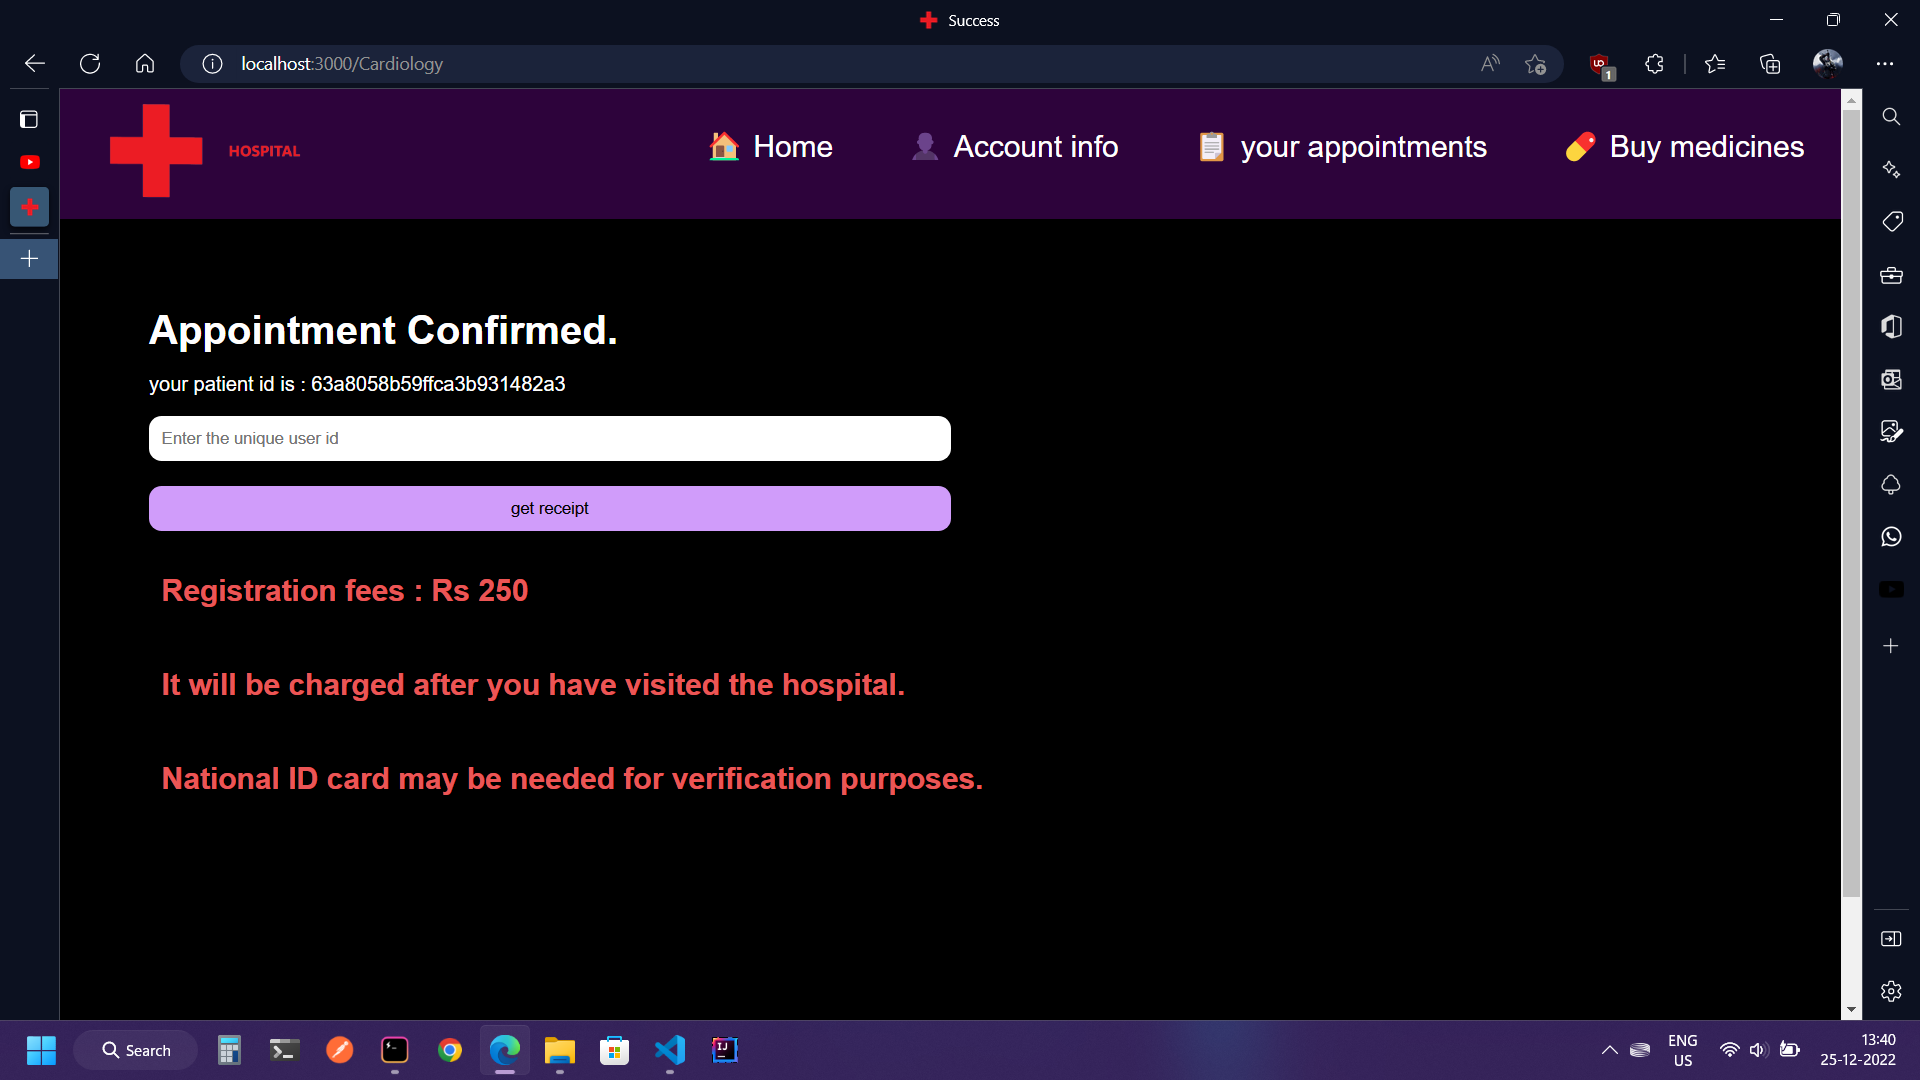 Success
localhost:3000/Cardiology
1
HOSPITAL
Home
Account info
your appointments
Buy medicines
Appointment Confirmed.
your patient id is : 63a8058b59ffca3b931482a3
Enter the unique user id
get receipt
Registration fees : Rs 250
It will be charged after you have visited the hospital.
National ID card may be needed for verification purposes.
Search
ENG
US
13:40
25-12-2022